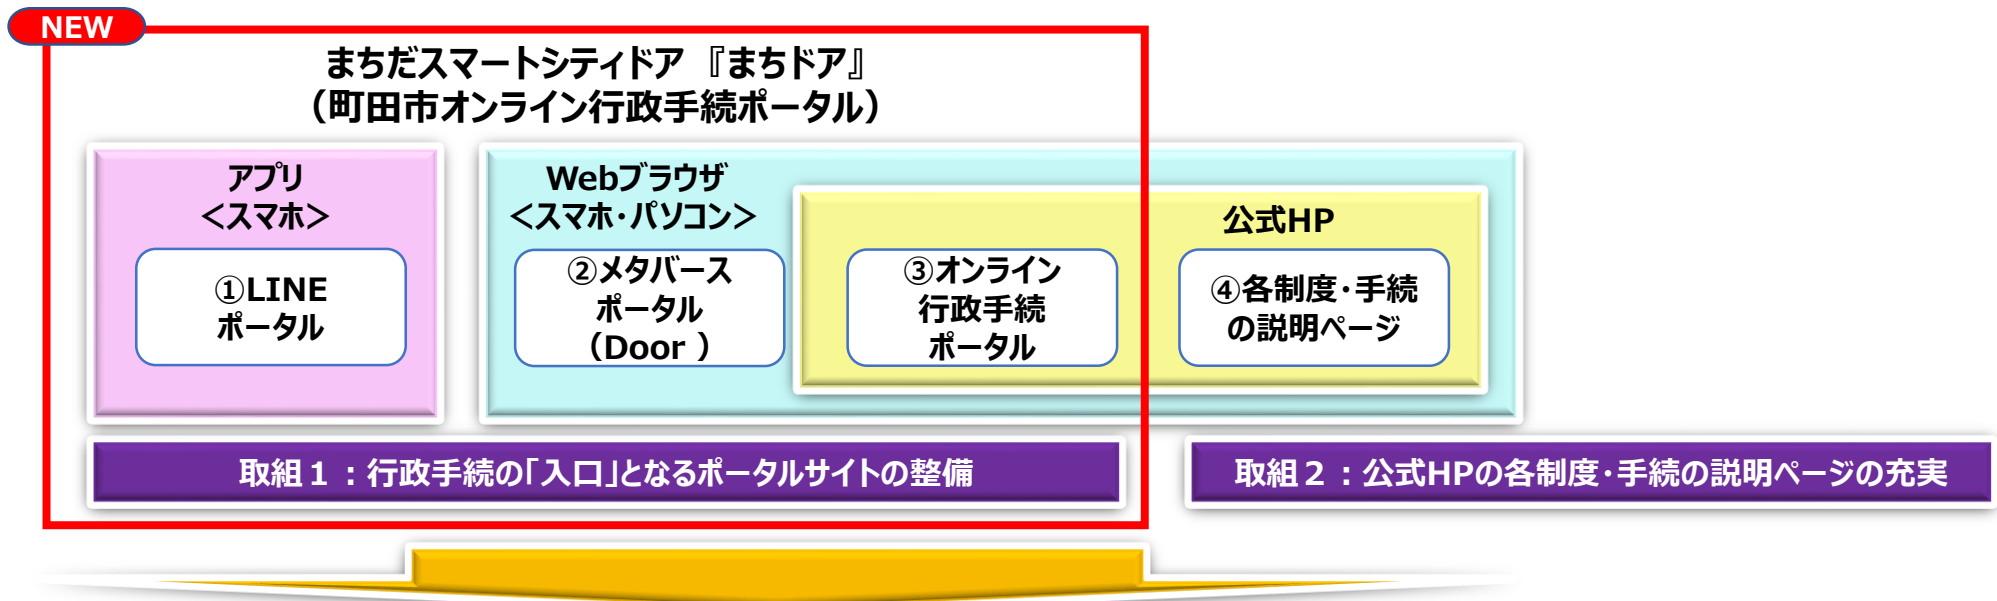 NEW
まちだスマートシティドア 『まちドア』
（町田市オンライン行政手続ポータル）
アプリ
＜スマホ＞
①LINE
ポータル
Webブラウザ
＜スマホ・パソコン＞
②メタバース
ポータル
（Door ）
公式HP
③オンライン
行政手続
ポータル
④各制度・手続
の説明ページ
取組１：行政手続の「入口」となるポータルサイトの整備
取組２：公式HPの各制度・手続の説明ページの充実